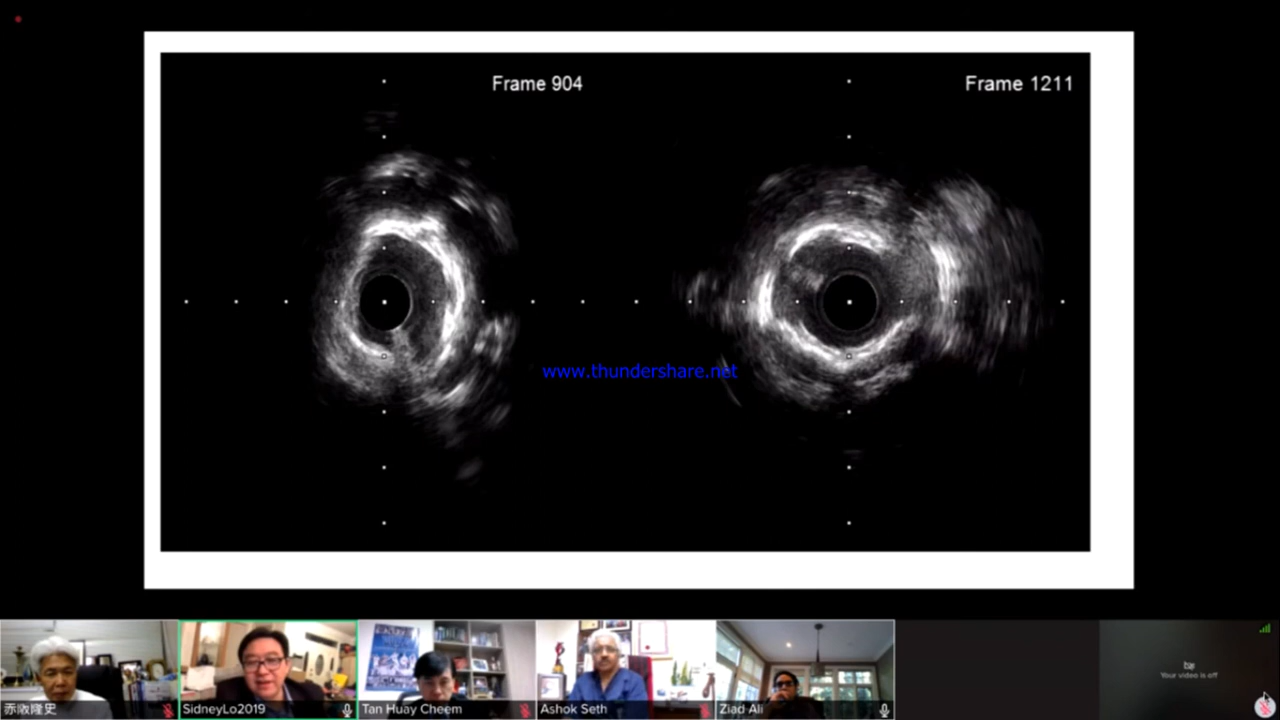 Frame 904
Frame 1211
www.thundershare.net
赤阪隆史
SidneyLo2019
Tan Huay Cheem
Ashok Seth
Ziad Ali
Your video is off